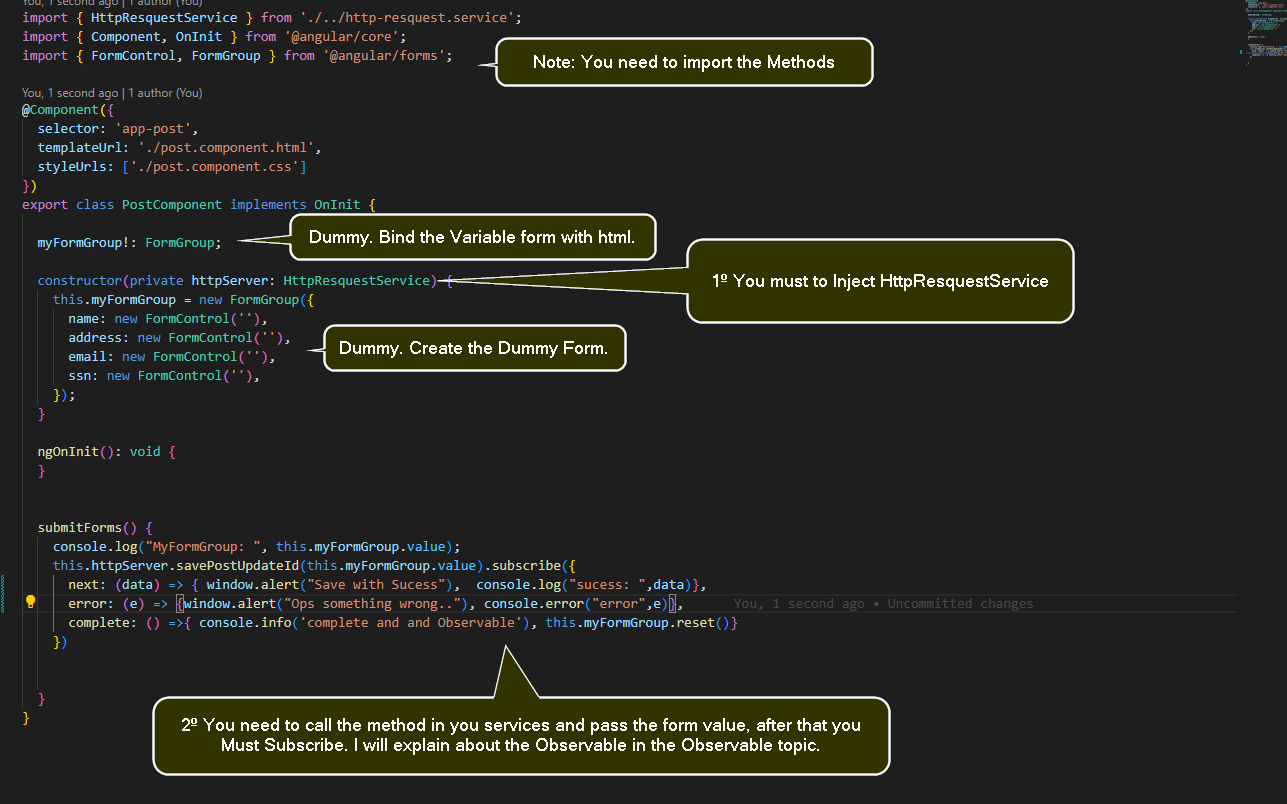 You, 1 second ago | 1 author (You)
import { HttpResquestService } from './../http-resquest.service';
import { Component, OnInit } from '@angular/core';
import { FormControl, FormGroup } from '@angular/forms';
Note: You need to import the Methods
You, 1 second ago | 1 author (You)
@Component({
selector: 'app-post',
templateUrl: './post.component.html',
styleUrls: ['./post.component.css']
})
export class PostComponent implements OnInit {
myFormGroup!: FormGroup;
Dummy. Bind the Variable form with html.
constructor(private httpServer: HttpResquestService) {
1º You must to Inject HttpResquestService
this.myFormGroup = new FormGroup({
name: new FormControl(''),
address: new FormControl(''),
email: new FormControl(''),
ssn: new FormControl(''),
Dummy. Create the Dummy Form.
});
}
ngOnInit(): void {
}
submitForms() {
console.log("MyFormGroup: ", this.myFormGroup.value);
this.httpServer.savePostUpdateId(this.myFormGroup.value).subscribe({
next: (data) => { window.alert("Save with Sucess"),  console.log("sucess: ",data)},
error: (e) => {window.alert("Ops something wrong.."), console.error("error",e)}, You, 1 second ago • Uncommitted changes
complete: () =>{ console.info('complete and and Observable'), this.myFormGroup.reset()}
})
}
}
2º You need to call the method in you services and pass the form value, after that you
Must Subscribe. I will explain about the Observable in the Observable topic.